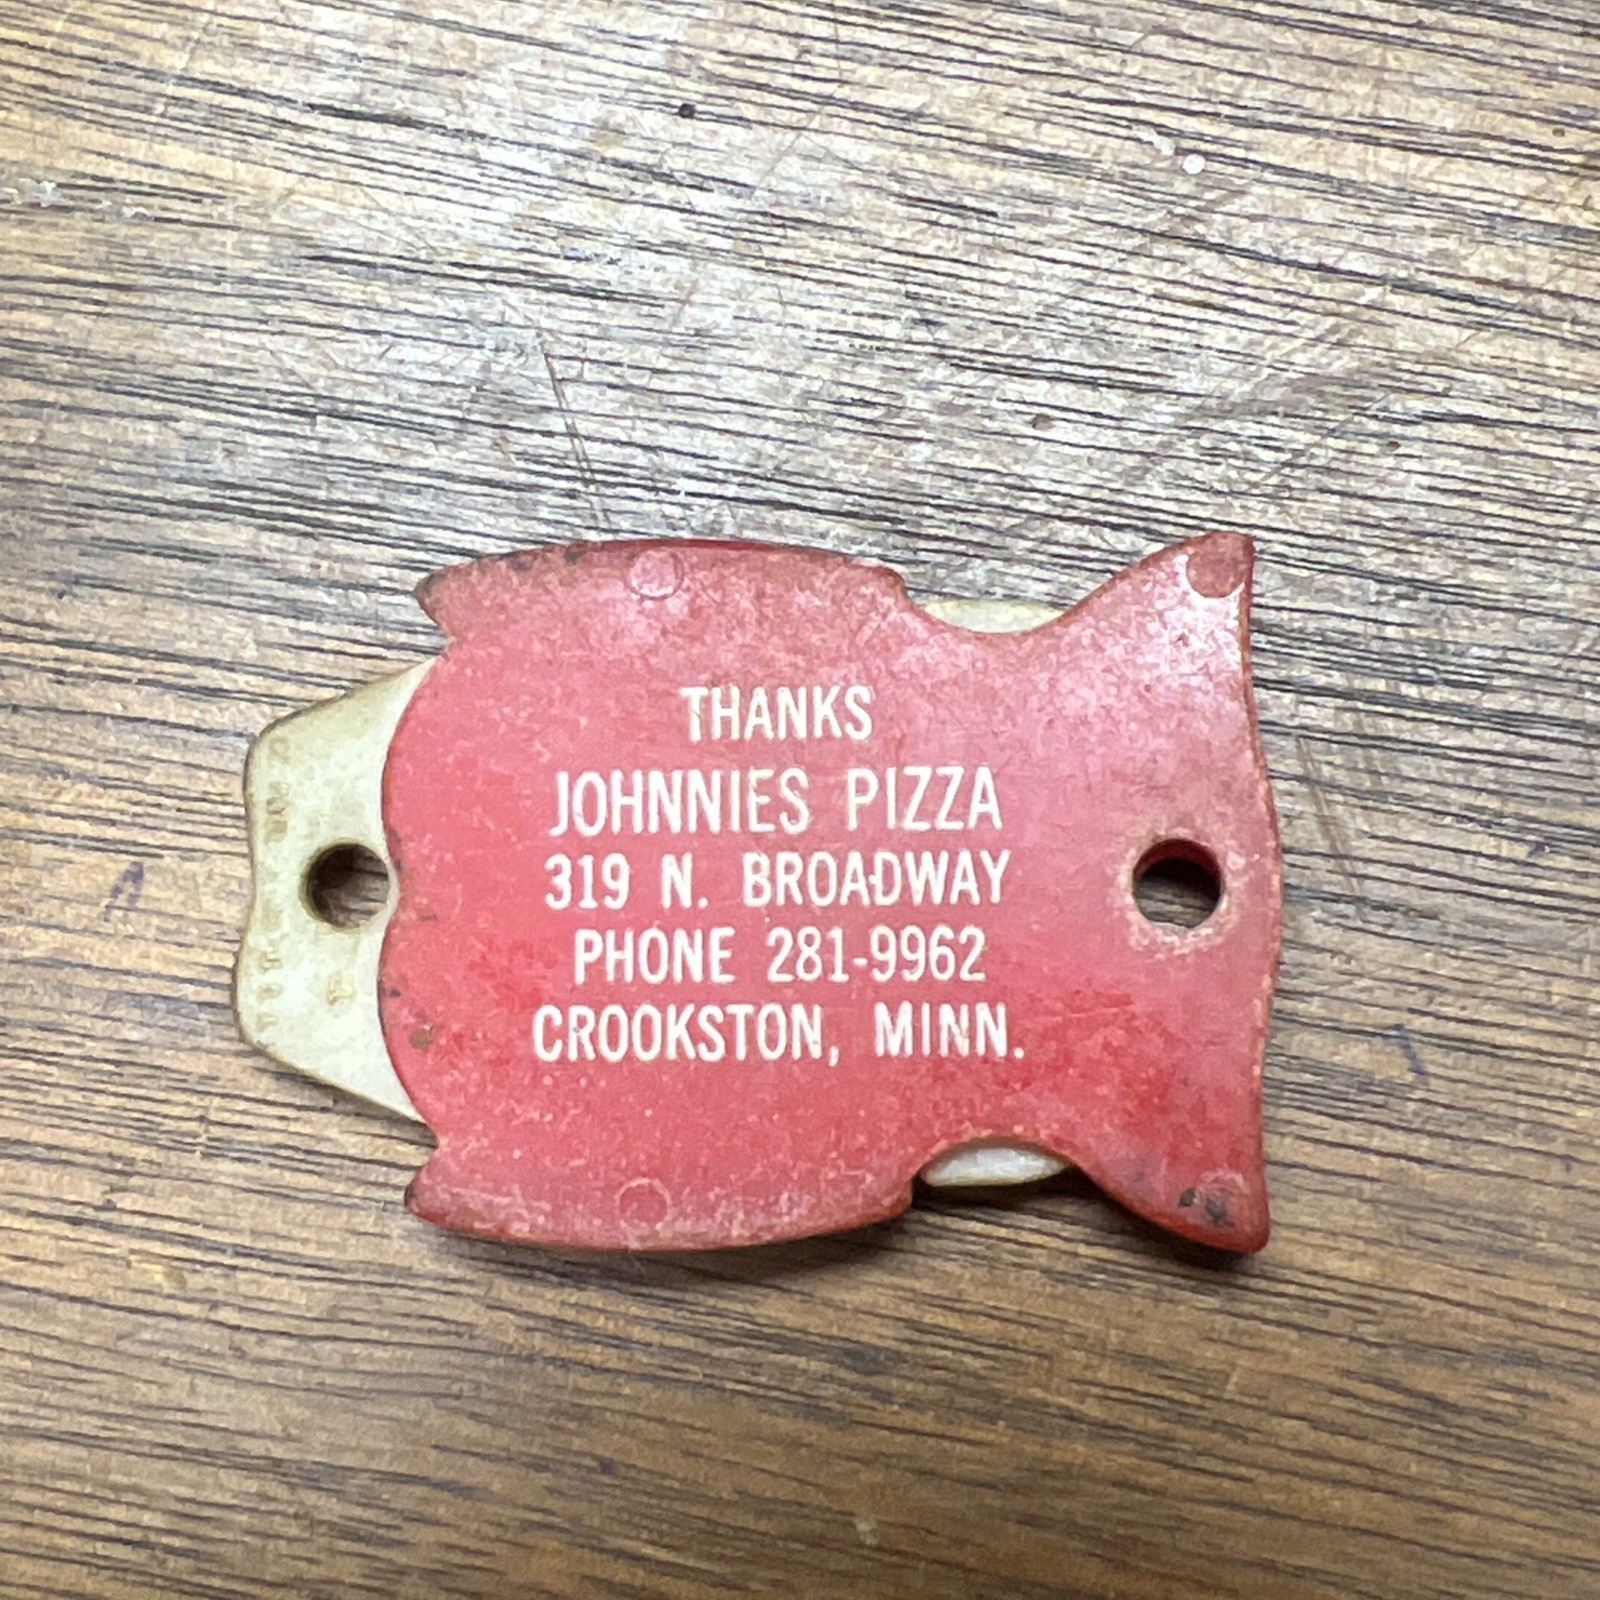 THANKS
JOHNNIES PIZZA
319 N. BROADWAY
PHONE 281-9962
CROOKSTON, MINN.